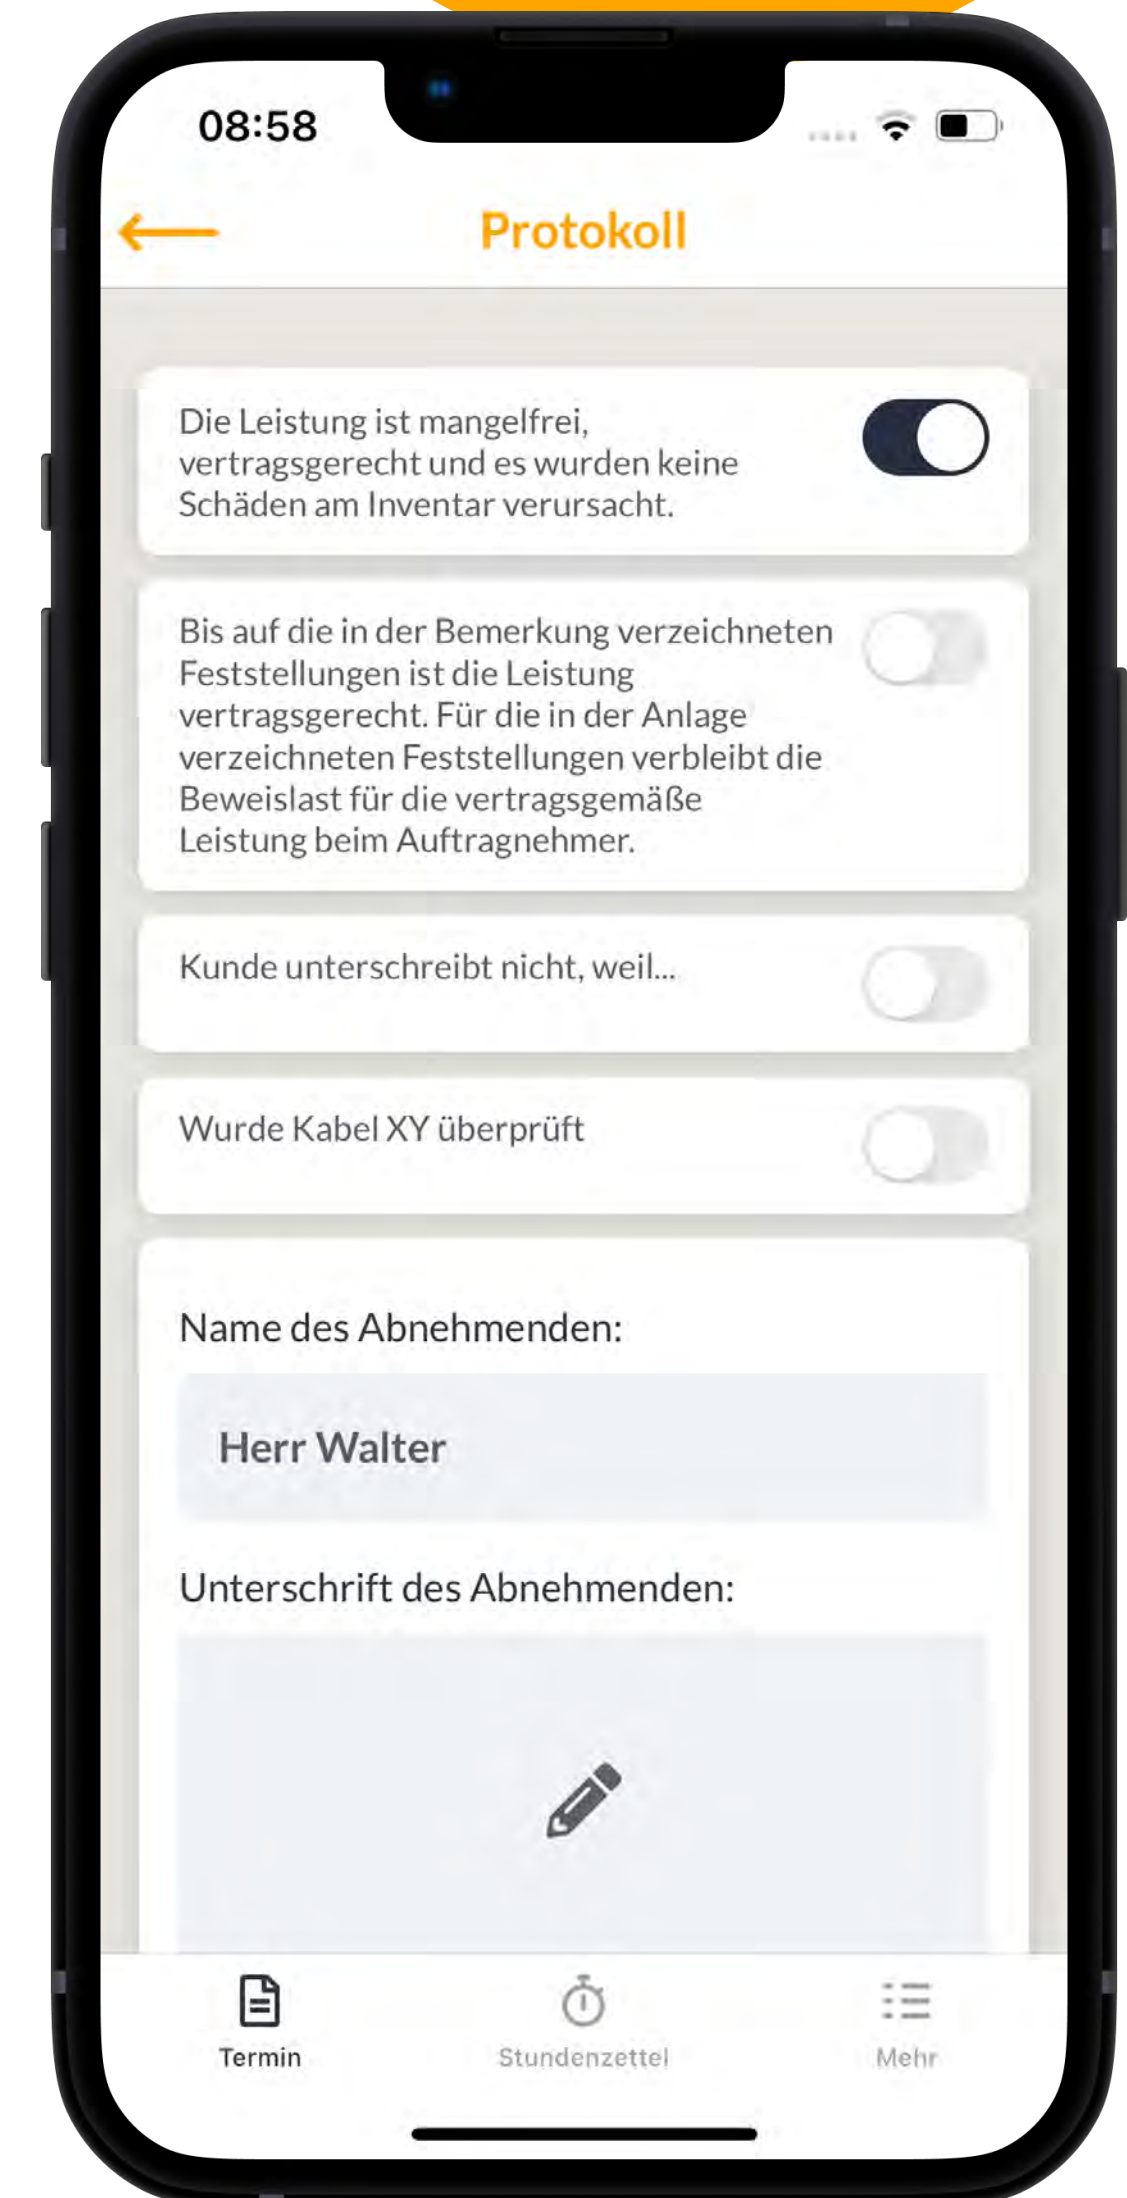 08:58
Protokoll
Die Leistung ist mangelfrei,
vertragsgerecht und es wurden keine
Schäden am Inventar verursacht.
Bis auf die in der Bemerkung verzeichneten
Feststellungen ist die Leistung
vertragsgerecht. Für die in der Anlage
verzeichneten Feststellungen verbleibt die
Beweislast für die vertragsgemäße
Leistung beim Auftragnehmer.
Kunde unterschreibt nicht, weil...
Wurde Kabel XY überprüft
Name des Abnehmenden:
Herr Walter
Unterschrift des Abnehmenden:
Termin
Stundenzettel
Mehr